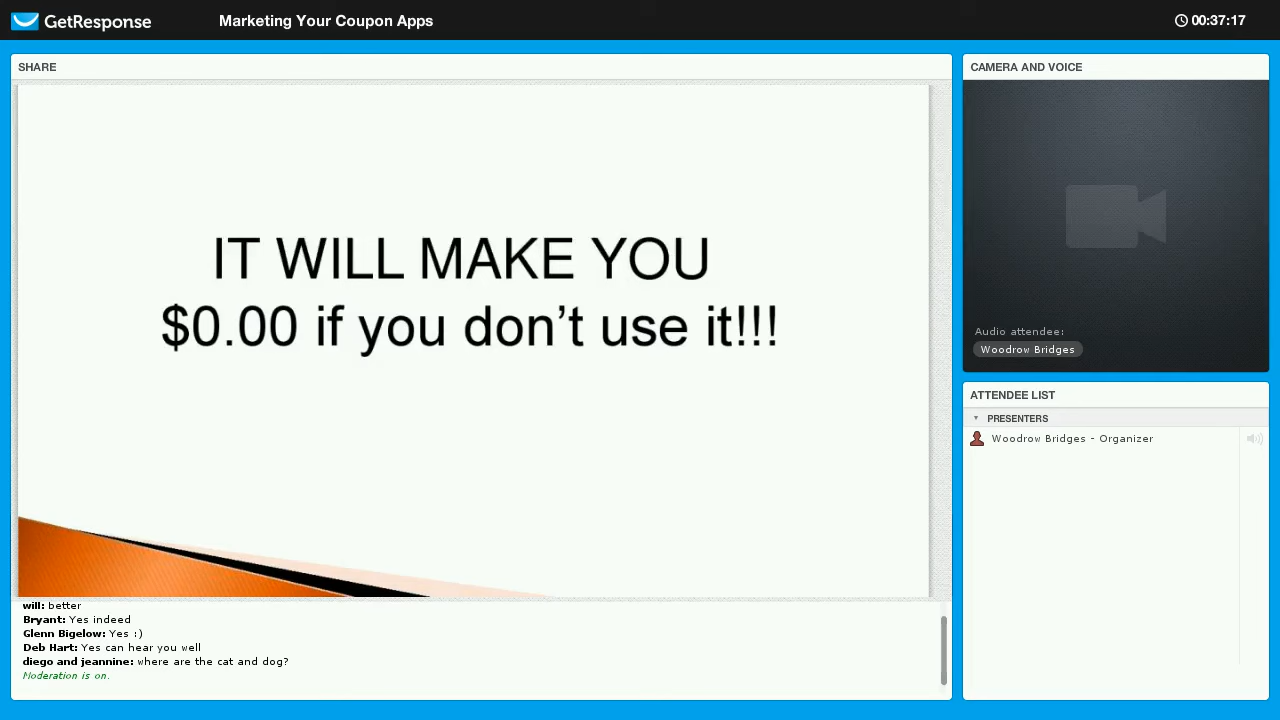 GetResponse
Marketing Your Coupon Apps
00:37:17
SHARE
IT WILL MAKE YOU
$0.00 if you don’t use it!!!
will: better
Bryant: Yes indeed
Glenn Bigelow: Yes :)
Deb Hart: Yes can hear you well
diego and jeannine: where are the cat and dog?
Moderation is on.
CAMERA AND VOICE
Audio attendee:
Woodrow Bridges
ATTENDEE LIST
PRESENTERS
Woodrow Bridges - Organizer